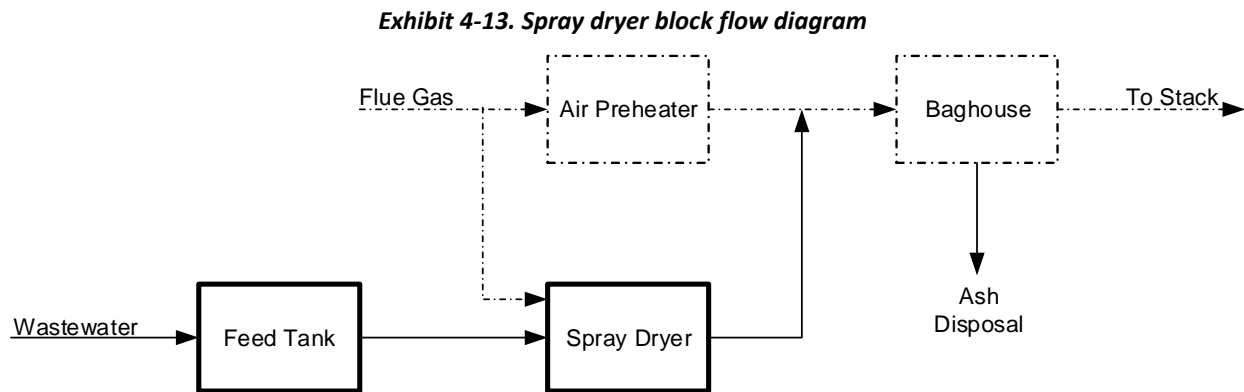 Exhibit 4-13. Spray dryer block flow diagram
Flue Gas
Air Preheater
Baghouse
To Stack
Ash
Disposal
Wastewater
Feed Tank
Spray Dryer